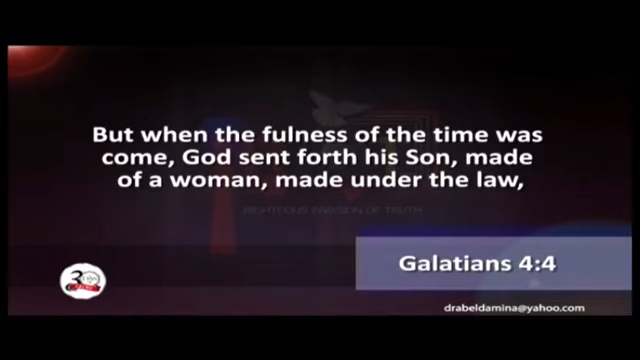 But when the fulness of the time was
come, God sent forth his Son, made
of a woman, made under the law,
RIGHTEOUS INVASION OF TRUTH
Galatians 4:4
drabeldamina@yahoo.com